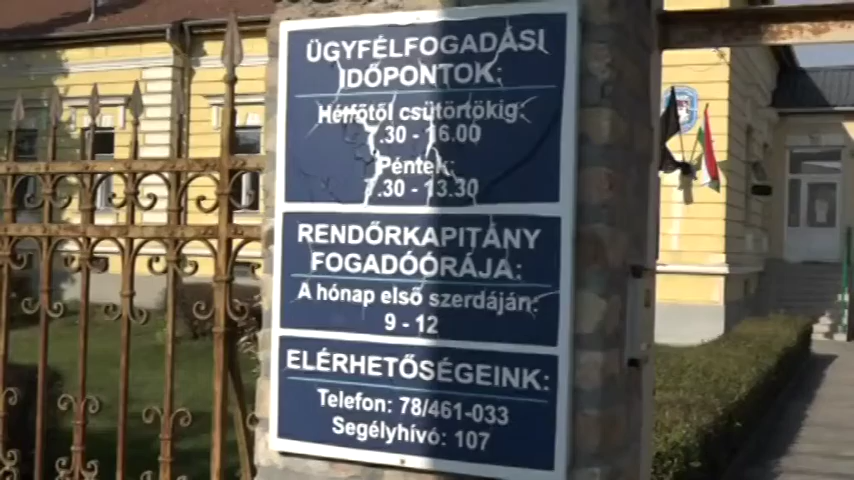 ÜGYFÉLFOGADÁSI
IDŐPONTOK:
Hétfőtől csütörtökig:
7.30 - 16.00
Péntek:
7.30 - 13.30
RENDŐRKAPITÁNY
FOGADÓÓRÁJA:
A hónap első szerdáján:
9 - 12
ELÉRHETŐSÉGEINK:
Telefon: 78/461-033
Segélyhívó: 107